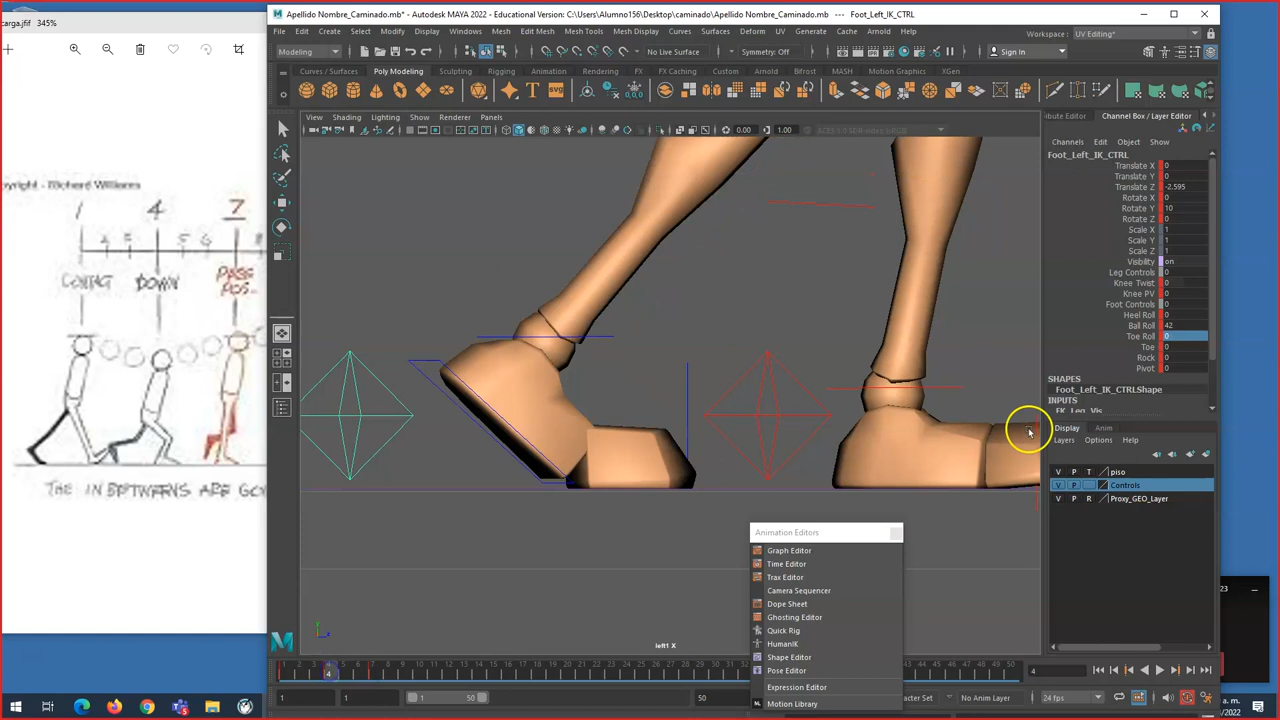 carga.jfif 345%
Apellido Nombre_Caminado.mb* - Autodesk MAYA 2022 - Educational Version: C:\Users\Alumno156\Desktop\caminado\Apellido Nombre_Caminado.mb --- Foot_Left_IK_CTRL
File Edit Create Select Modify Display Windows Mesh Edit Mesh Mesh Tools Mesh Display Curves Surfaces Deform UV Generate Cache Arnold Help
Workspace : UV Editing*
Modeling No Live Surface Symmetry: Off Sign In
Curves / Surfaces Poly Modeling Sculpting Rigging Animation Rendering FX FX Caching Custom Arnold Bifrost MASH Motion Graphics XGen
View Shading Lighting Show Renderer Panels
0.00 1.00 ACES 1.0 SDR-video (sRGB)
Channel Box / Layer Editor
Channels Edit Object Show
Foot_Left_IK_CTRL
Translate X 0
Translate Y 0
Translate Z -2.595
Rotate X 0
Rotate Y 10
Rotate Z 0
Scale X 1
Scale Y 1
Scale Z 1
Visibility on
Leg Controls 0
Knee Twist 0
Knee PV 0
Foot Controls 0
Heel Roll 0
Ball Roll 42
Toe Roll 0
Toe 0
Rock 0
Pivot 0
SHAPES
Foot_Left_IK_CTRLShape
INPUTS
FK_Leg_Vis
Display Anim
Layers Options Help
V P T piso
V P Controls
V P R Proxy_GEO_Layer
pyright - Richard Williams
1 4 7
CONTACT DOWN PASS POS.
THE INBETWEENS ARE
Animation Editors
Graph Editor
Time Editor
Trax Editor
Camera Sequencer
Dope Sheet
Ghosting Editor
Quick Rig
HumanIK
Shape Editor
Pose Editor
Expression Editor
Motion Library
left1 X
4
1 1 1 50 50
No Anim Layer 24 fps